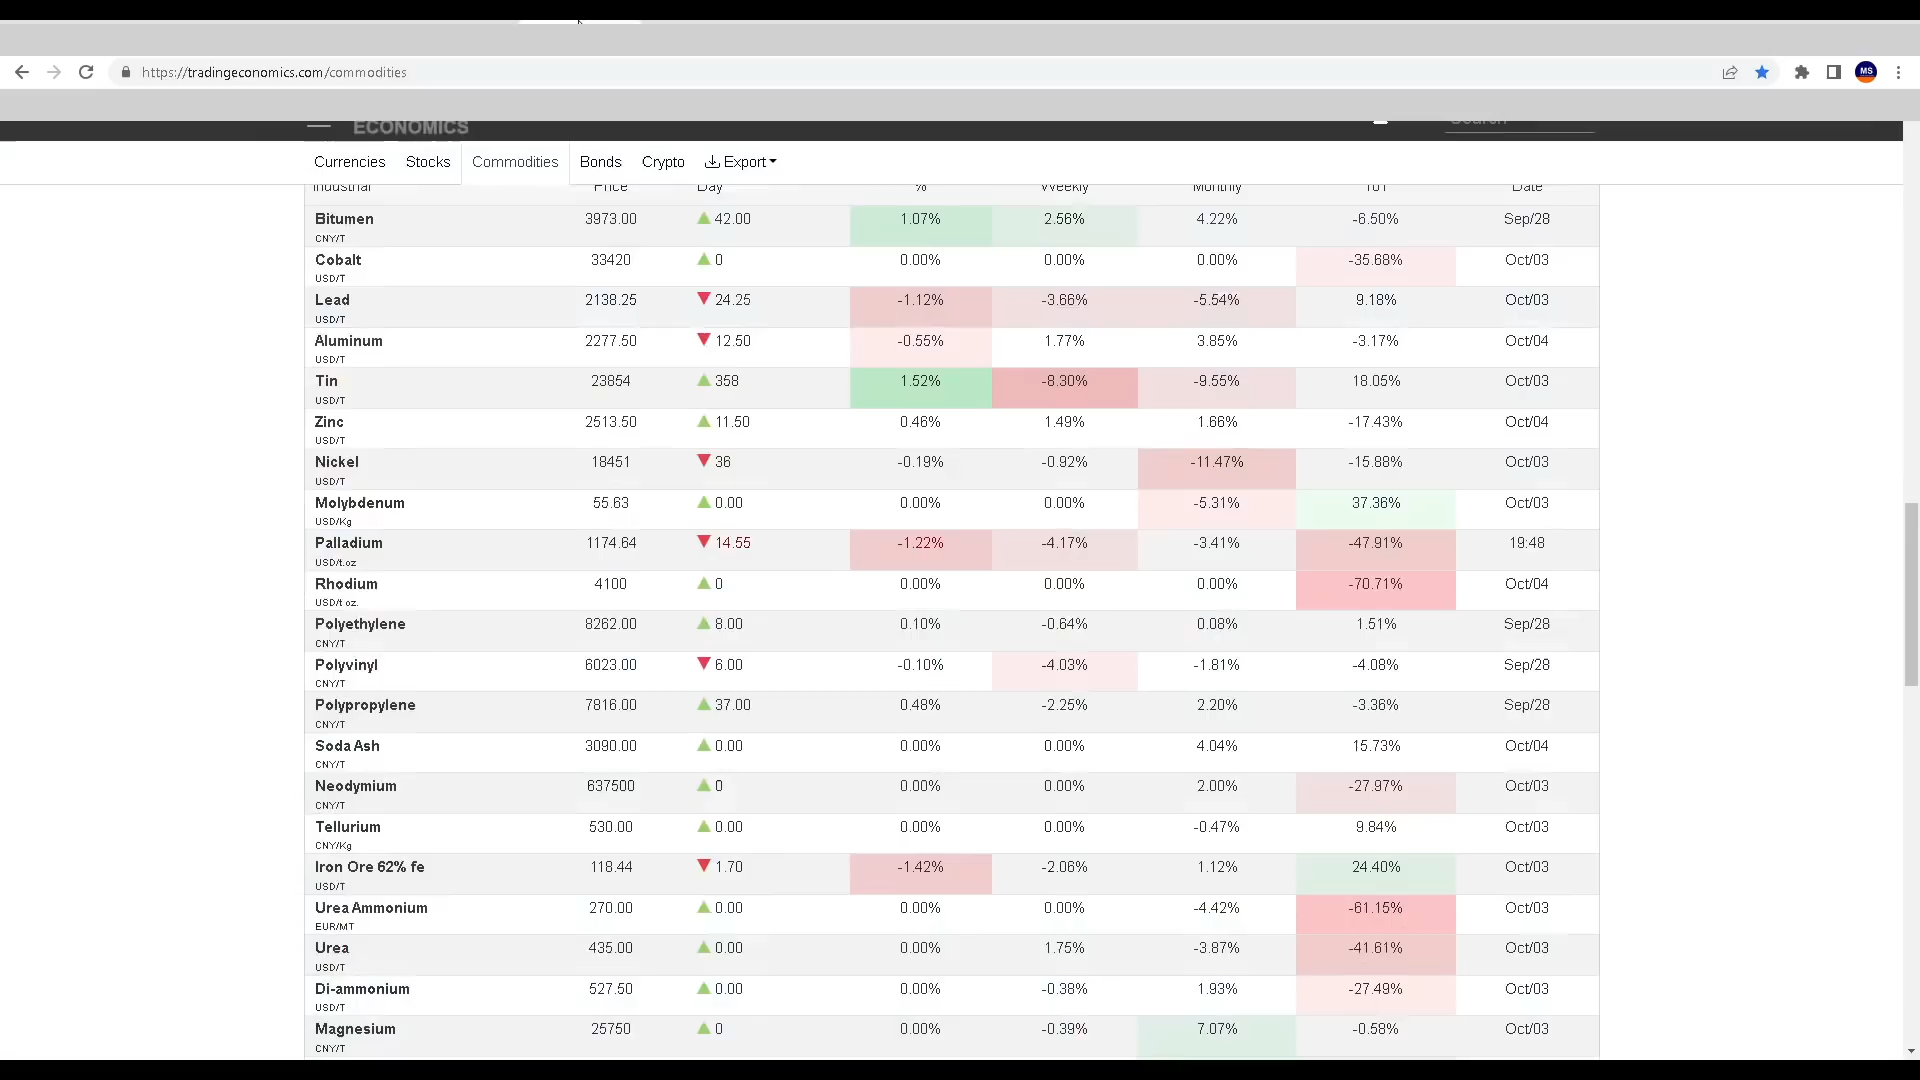 https://tradingeconomics.com/commodities
MS
ECONOMICS
Search
Currencies Stocks Commodities Bonds Crypto Export
Industrial Price Day % Weekly Monthly YoY Date
Bitumen 3973.00 42.00 1.07% 2.56% 4.22% -6.50% Sep/28
CNY/T
Cobalt 33420 0 0.00% 0.00% 0.00% -35.68% Oct/03
USD/T
Lead 2138.25 24.25 -1.12% -3.66% -5.54% 9.18% Oct/03
USD/T
Aluminum 2277.50 12.50 -0.55% 1.77% 3.85% -3.17% Oct/04
USD/T
Tin 23854 358 1.52% -8.30% -9.55% 18.05% Oct/03
USD/T
Zinc 2513.50 11.50 0.46% 1.49% 1.66% -17.43% Oct/04
USD/T
Nickel 18451 36 -0.19% -0.92% -11.47% -15.88% Oct/03
USD/T
Molybdenum 55.63 0.00 0.00% 0.00% -5.31% 37.36% Oct/03
USD/Kg
Palladium 1174.64 14.55 -1.22% -4.17% -3.41% -47.91% 19:48
USD/t.oz
Rhodium 4100 0 0.00% 0.00% 0.00% -70.71% Oct/04
USD/t oz.
Polyethylene 8262.00 8.00 0.10% -0.64% 0.08% 1.51% Sep/28
CNY/T
Polyvinyl 6023.00 6.00 -0.10% -4.03% -1.81% -4.08% Sep/28
CNY/T
Polypropylene 7816.00 37.00 0.48% -2.25% 2.20% -3.36% Sep/28
CNY/T
Soda Ash 3090.00 0.00 0.00% 0.00% 4.04% 15.73% Oct/04
CNY/T
Neodymium 637500 0 0.00% 0.00% 2.00% -27.97% Oct/03
CNY/T
Tellurium 530.00 0.00 0.00% 0.00% -0.47% 9.84% Oct/03
CNY/Kg
Iron Ore 62% fe 118.44 1.70 -1.42% -2.06% 1.12% 24.40% Oct/03
USD/T
Urea Ammonium 270.00 0.00 0.00% 0.00% -4.42% -61.15% Oct/03
EUR/MT
Urea 435.00 0.00 0.00% 1.75% -3.87% -41.61% Oct/03
USD/T
Di-ammonium 527.50 0.00 0.00% -0.38% 1.93% -27.49% Oct/03
USD/T
Magnesium 25750 0 0.00% -0.39% 7.07% -0.58% Oct/03
CNY/T